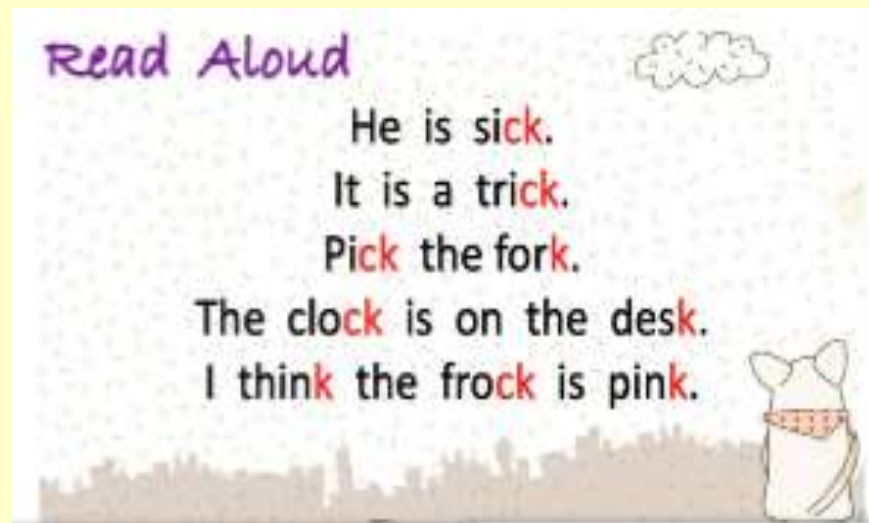 Read Aloud
He is sick.
It is a trick.
Pick the fork.
The clock is on the desk.
I think the frock is pink.